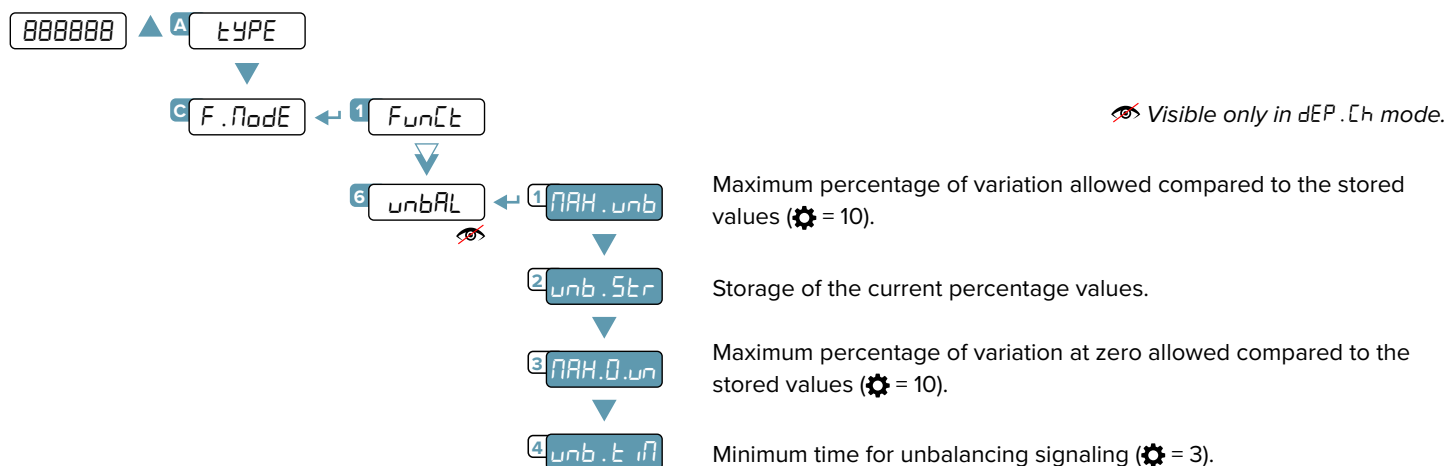 888888 A tYPE
C F.ModE 1 FunCt
Visible only in dEP.Ch mode.
6 unbAL 1 MAH.unb
Maximum percentage of variation allowed compared to the stored
values (⚙ = 10).
2 unb.Str
Storage of the current percentage values.
3 MAH.0.un
Maximum percentage of variation at zero allowed compared to the
stored values (⚙ = 10).
4 unb.tiM
Minimum time for unbalancing signaling (⚙ = 3).